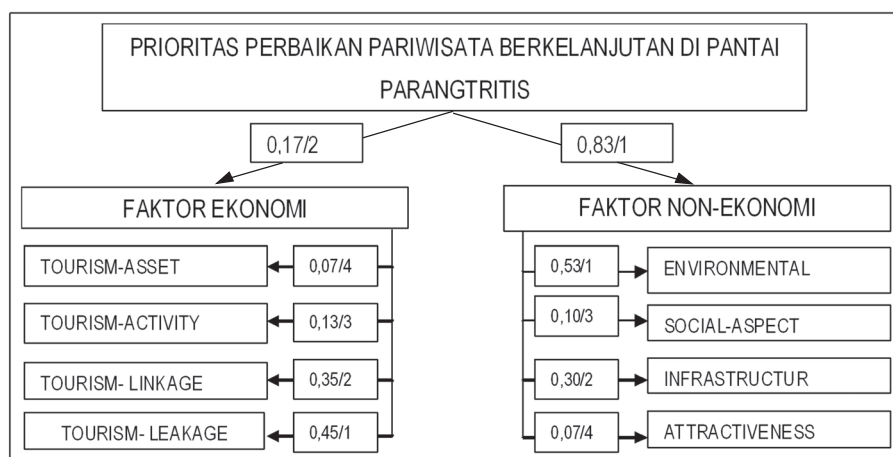 PRIORITAS PERBAIKAN PARIWISATA BERKELANJUTAN DI PANTAI
PARANGTRITIS
0,17/2
0,83/1
FAKTOR EKONOMI
TOURISM-ASSET
0,07/4
TOURISM-ACTIVITY
0,13/3
TOURISM- LINKAGE
0,35/2
TOURISM- LEAKAGE
0,45/1
FAKTOR NON-EKONOMI
0,53/1
ENVIRONMENTAL
0,10/3
SOCIAL-ASPECT
0,30/2
INFRASTRUCTUR
0,07/4
ATTRACTIVENESS